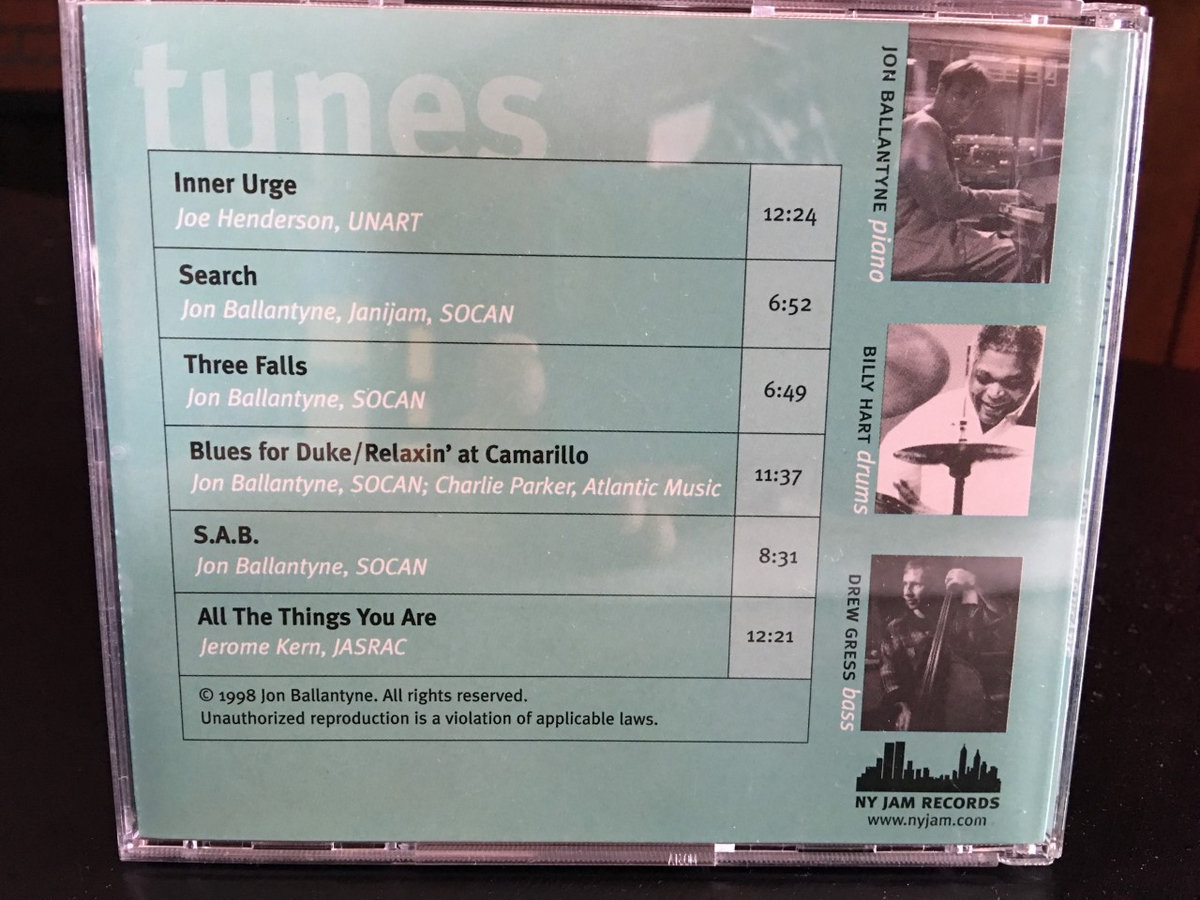 tunes
Inner Urge
Joe Henderson, UNART
12:24
Search
Jon Ballantyne, Janijam, SOCAN
6:52
Three Falls
Jon Ballantyne, SOCAN
6:49
Blues for Duke/Relaxin' at Camarillo
Jon Ballantyne, SOCAN; Charlie Parker, Atlantic Music
11:37
S.A.B.
Jon Ballantyne, SOCAN
8:31
All The Things You Are
Jerome Kern, JASRAC
12:21
© 1998 Jon Ballantyne. All rights reserved.
Unauthorized reproduction is a violation of applicable laws.
JON BALLANTYNE piano
BILLY HART drums
DREW GRESS bass
NY JAM RECORDS
www.nyjam.com